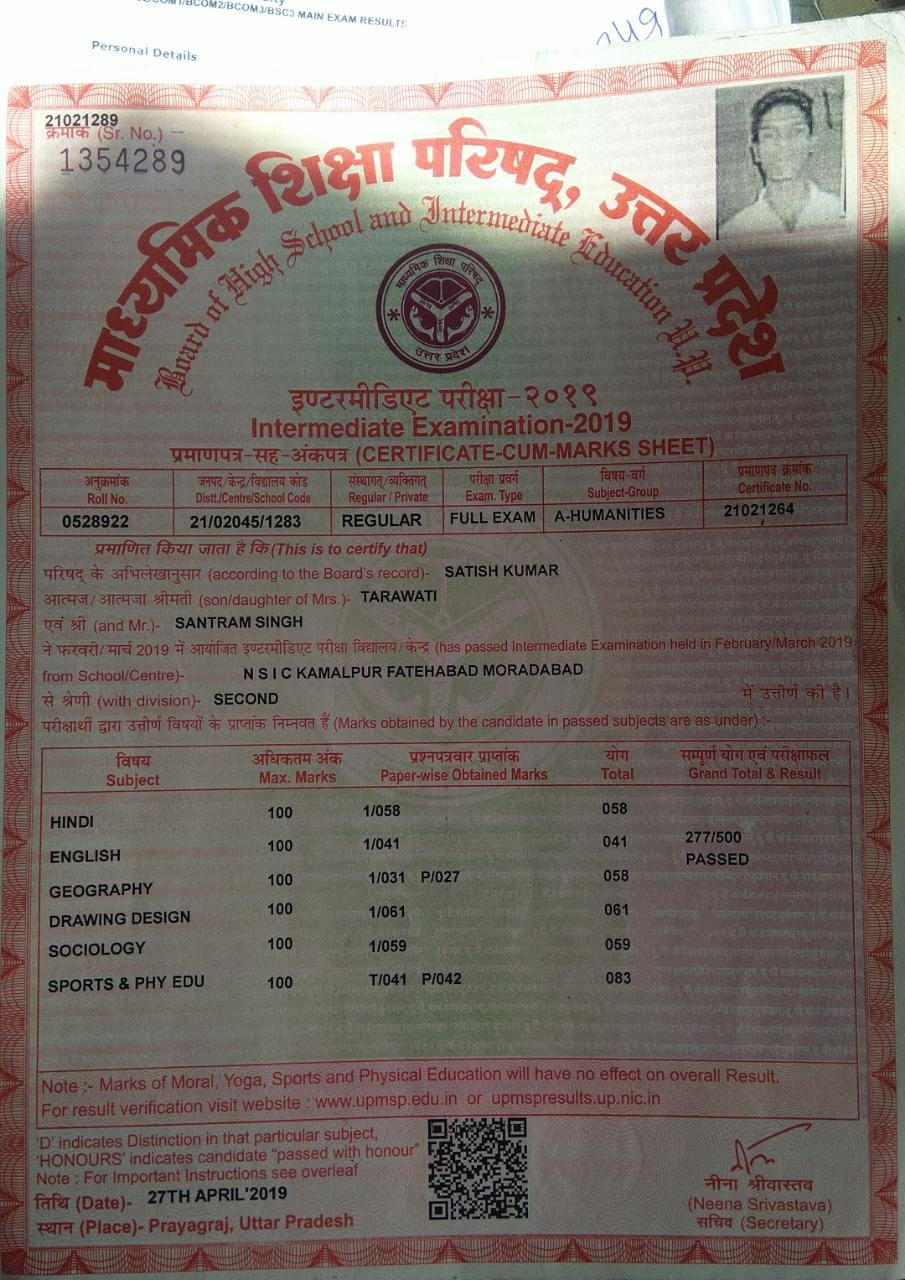 BCOM1/BCOM2/BCOM3/BSC3 MAIN EXAM RESULTS
Personal Details
21021289
क्रमांक (Sr. No.) –
1354289
माध्यमिक शिक्षा परिषद्, उत्तर प्रदेश
Board of High School and Intermediate Education U.P.
माध्यमिक शिक्षा परिषद्
उत्तर प्रदेश
इण्टरमीडिएट परीक्षा-२०१९
Intermediate Examination-2019
प्रमाणपत्र-सह-अंकपत्र (CERTIFICATE-CUM-MARKS SHEET)
अनुक्रमांक जनपद/केन्द्र/विद्यालय कोड संस्थागत्/व्यक्तिगत् परीक्षा प्रवर्ग विषय-वर्ग प्रमाणपत्र क्रमांक
Roll No. Distt./Centre/School Code Regular / Private Exam. Type Subject-Group Certificate No.
0528922 21/02045/1283 REGULAR FULL EXAM A-HUMANITIES 21021264
प्रमाणित किया जाता है कि (This is to certify that)
परिषद के अभिलेखानुसार (according to the Board's record)- SATISH KUMAR
आत्मज/आत्मजा श्रीमती (son/daughter of Mrs.)- TARAWATI
एवं श्री (and Mr.)- SANTRAM SINGH
ने फरवरी/मार्च 2019 में आयोजित इण्टरमीडिएट परीक्षा विद्यालय/केन्द्र (has passed Intermediate Examination held in February/March 2019
from School/Centre)- N S I C KAMALPUR FATEHABAD MORADABAD
से श्रेणी (with division)- SECOND में उत्तीर्ण की है।
परीक्षार्थी द्वारा उत्तीर्ण विषयों के प्राप्तांक निम्नवत हैं (Marks obtained by the candidate in passed subjects are as under) :-
विषय अधिकतम अंक प्रश्नपत्रवार प्राप्तांक योग सम्पूर्ण योग एवं परीक्षाफल
Subject Max. Marks Paper-wise Obtained Marks Total Grand Total & Result
HINDI 100 1/058 058
ENGLISH 100 1/041 041 277/500
PASSED
GEOGRAPHY 100 1/031 P/027 058
DRAWING DESIGN 100 1/061 061
SOCIOLOGY 100 1/059 059
SPORTS & PHY EDU 100 T/041 P/042 083
Note :- Marks of Moral, Yoga, Sports and Physical Education will have no effect on overall Result.
For result verification visit website : www.upmsp.edu.in or upmspresults.up.nic.in
'D' indicates Distinction in that particular subject,
'HONOURS' indicates candidate "passed with honour"
Note : For Important Instructions see overleaf
तिथि (Date)- 27TH APRIL'2019
स्थान (Place)- Prayagraj, Uttar Pradesh
नीना श्रीवास्तव
(Neena Srivastava)
सचिव (Secretary)